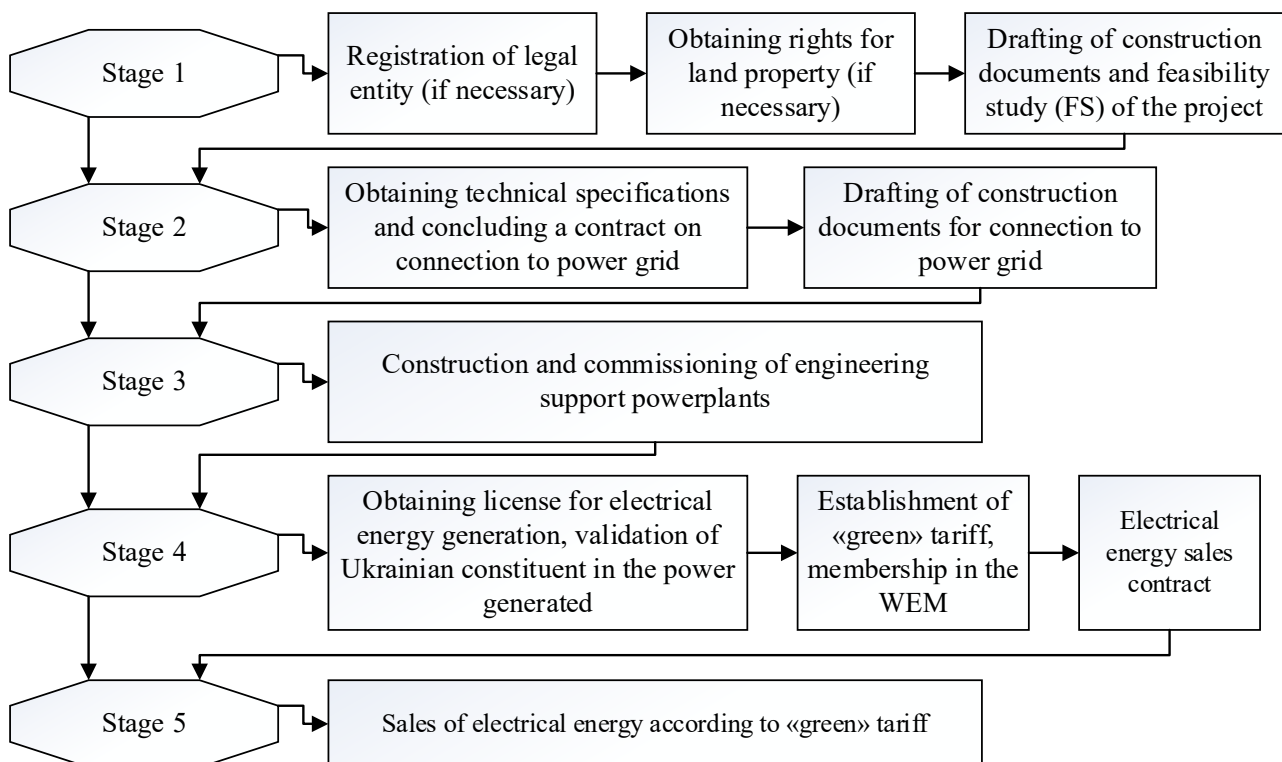 Stage 1
Registration of legal
entity (if necessary)
Obtaining rights for
land property (if
necessary)
Drafting of construction
documents and feasibility
study (FS) of the project
Stage 2
Obtaining technical specifications
and concluding a contract on
connection to power grid
Drafting of construction
documents for connection to
power grid
Stage 3
Construction and commissioning of engineering
support powerplants
Stage 4
Obtaining license for electrical
energy generation, validation of
Ukrainian constituent in the power
generated
Establishment of
«green» tariff,
membership in the
WEM
Electrical
energy sales
contract
Stage 5
Sales of electrical energy according to «green» tariff